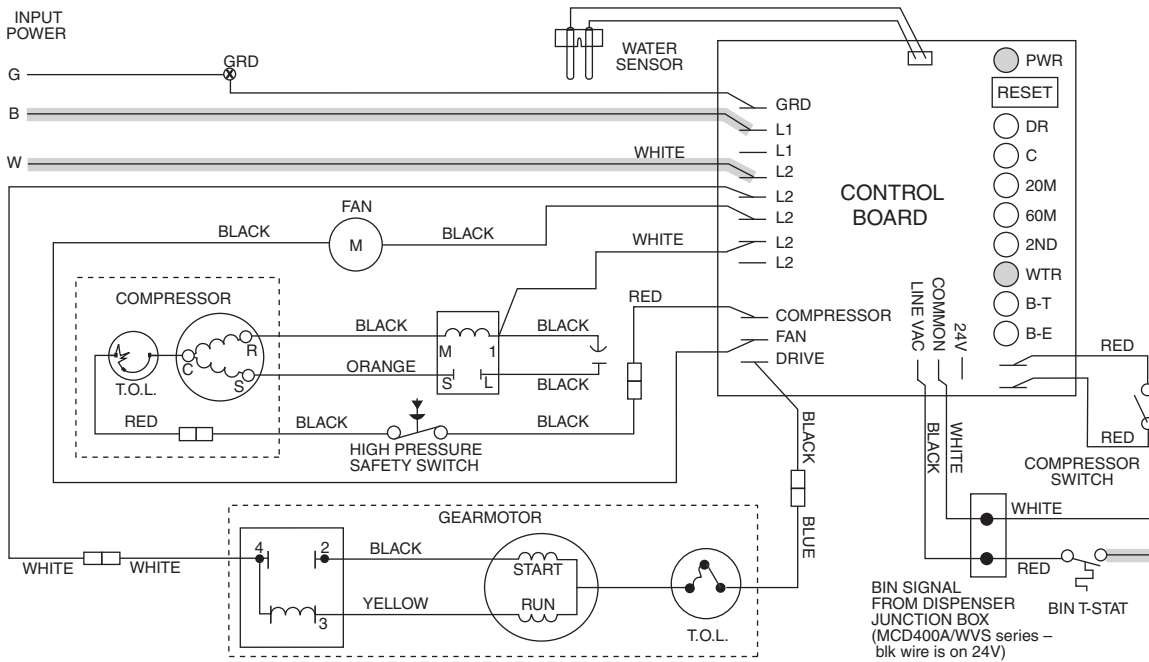 INPUT
POWER
G
GRD
B
W
WHITE
WATER
SENSOR
GRD
L1
L1
L2
L2
L2
L2
L2
CONTROL
BOARD
PWR
RESET
DR
C
20M
60M
2ND
WTR
B-T
B-E
FAN
M
BLACK
BLACK
WHITE
RED
COMPRESSOR
FAN
DRIVE
LINE VAC
COMMON
24V
RED
RED
COMPRESSOR
SWITCH
COMPRESSOR
T.O.L.
C
R
S
BLACK
ORANGE
M
1
S
L
BLACK
BLACK
RED
BLACK
BLACK
HIGH PRESSURE
SAFETY SWITCH
BLACK
BLUE
BLACK
WHITE
WHITE
RED
BIN T-STAT
BIN SIGNAL
FROM DISPENSER
JUNCTION BOX
(MCD400A/WVS series –
blk wire is on 24V)
GEARMOTOR
WHITE
WHITE
4
2
3
BLACK
YELLOW
START
RUN
T.O.L.